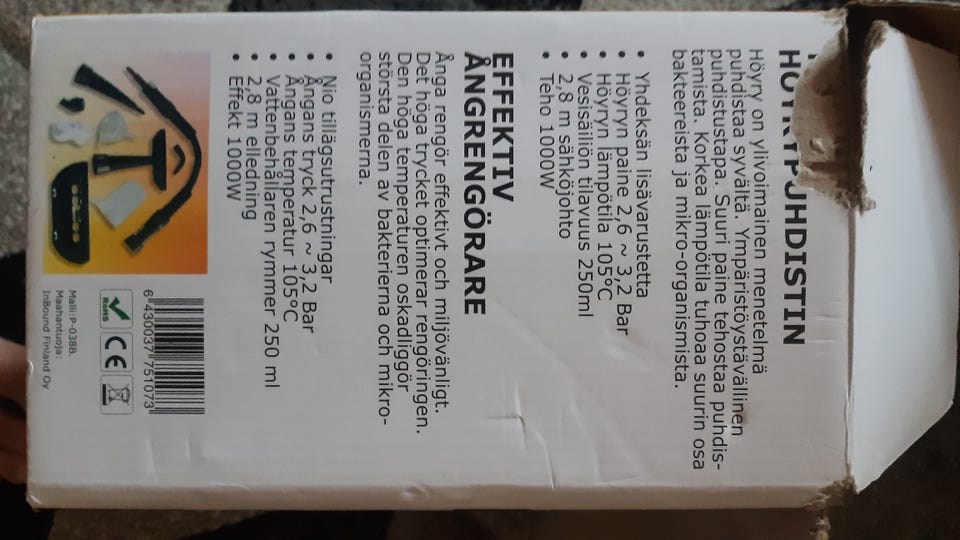 HÖYRYPUHDISTIN
Höyry on ylivoimainen menetelmä
puhdistaa syvältä. Ympäristöystävällinen
puhdistustapa. Suuri paine tehostaa puhdis-
tamista. Korkea lämpötila tuhoaa suurin osa
bakteereista ja mikro-organismista.
• Yhdeksän lisävarustetta
• Höyryn paine 2,6 ~ 3,2 Bar
• Höyryn lämpötila 105°C
• Vesisäiliön tilavuus 250ml
• 2,8 m sähköjohto
• Teho 1000W
EFFEKTIV
ÅNGRENGÖRARE
Ånga rengör effektivt och miljövänligt.
Det höga trycket optimerar rengöringen.
Den höga temperaturen oskadliggör
största delen av bakterierna och mikro-
organismerna.
• Nio tillägsutrustningar
• Ångans tryck 2,6 ~ 3,2 Bar
• Ångans temperatur 105°C
• Vattenbehållaren rymmer 250 ml
• 2,8 m elledning
• Effekt 1000W
6 430037 751073
RoHS
CE
Malli: P-038B.
Maahantuoja:
InBound Finland Oy